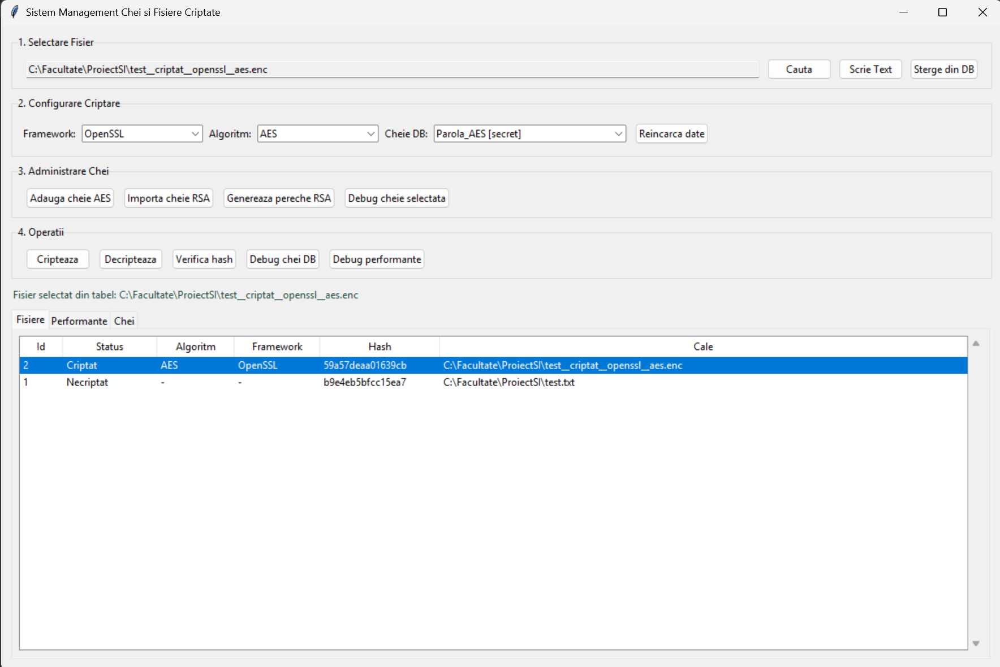 Sistem Management Chei si Fisiere Criptate
1. Selectare Fisier
C:\Facultate\ProiectSI\test__criptat__openssl__aes.enc Cauta Scrie Text Sterge din DB
2. Configurare Criptare
Framework: OpenSSL Algoritm: AES Cheie DB: Parola_AES [secret] Reincarca date
3. Administrare Chei
Adauga cheie AES Importa cheie RSA Genereaza pereche RSA Debug cheie selectata
4. Operatii
Cripteaza Decripteaza Verifica hash Debug chei DB Debug performante
Fisier selectat din tabel: C:\Facultate\ProiectSI\test__criptat__openssl__aes.enc
Fisiere Performante Chei
Id Status Algoritm Framework Hash Cale
2 Criptat AES OpenSSL 59a57deaa01639cb C:\Facultate\ProiectSI\test__criptat__openssl__aes.enc
1 Necriptat - - b9e4eb5bfcc15ea7 C:\Facultate\ProiectSI\test.txt